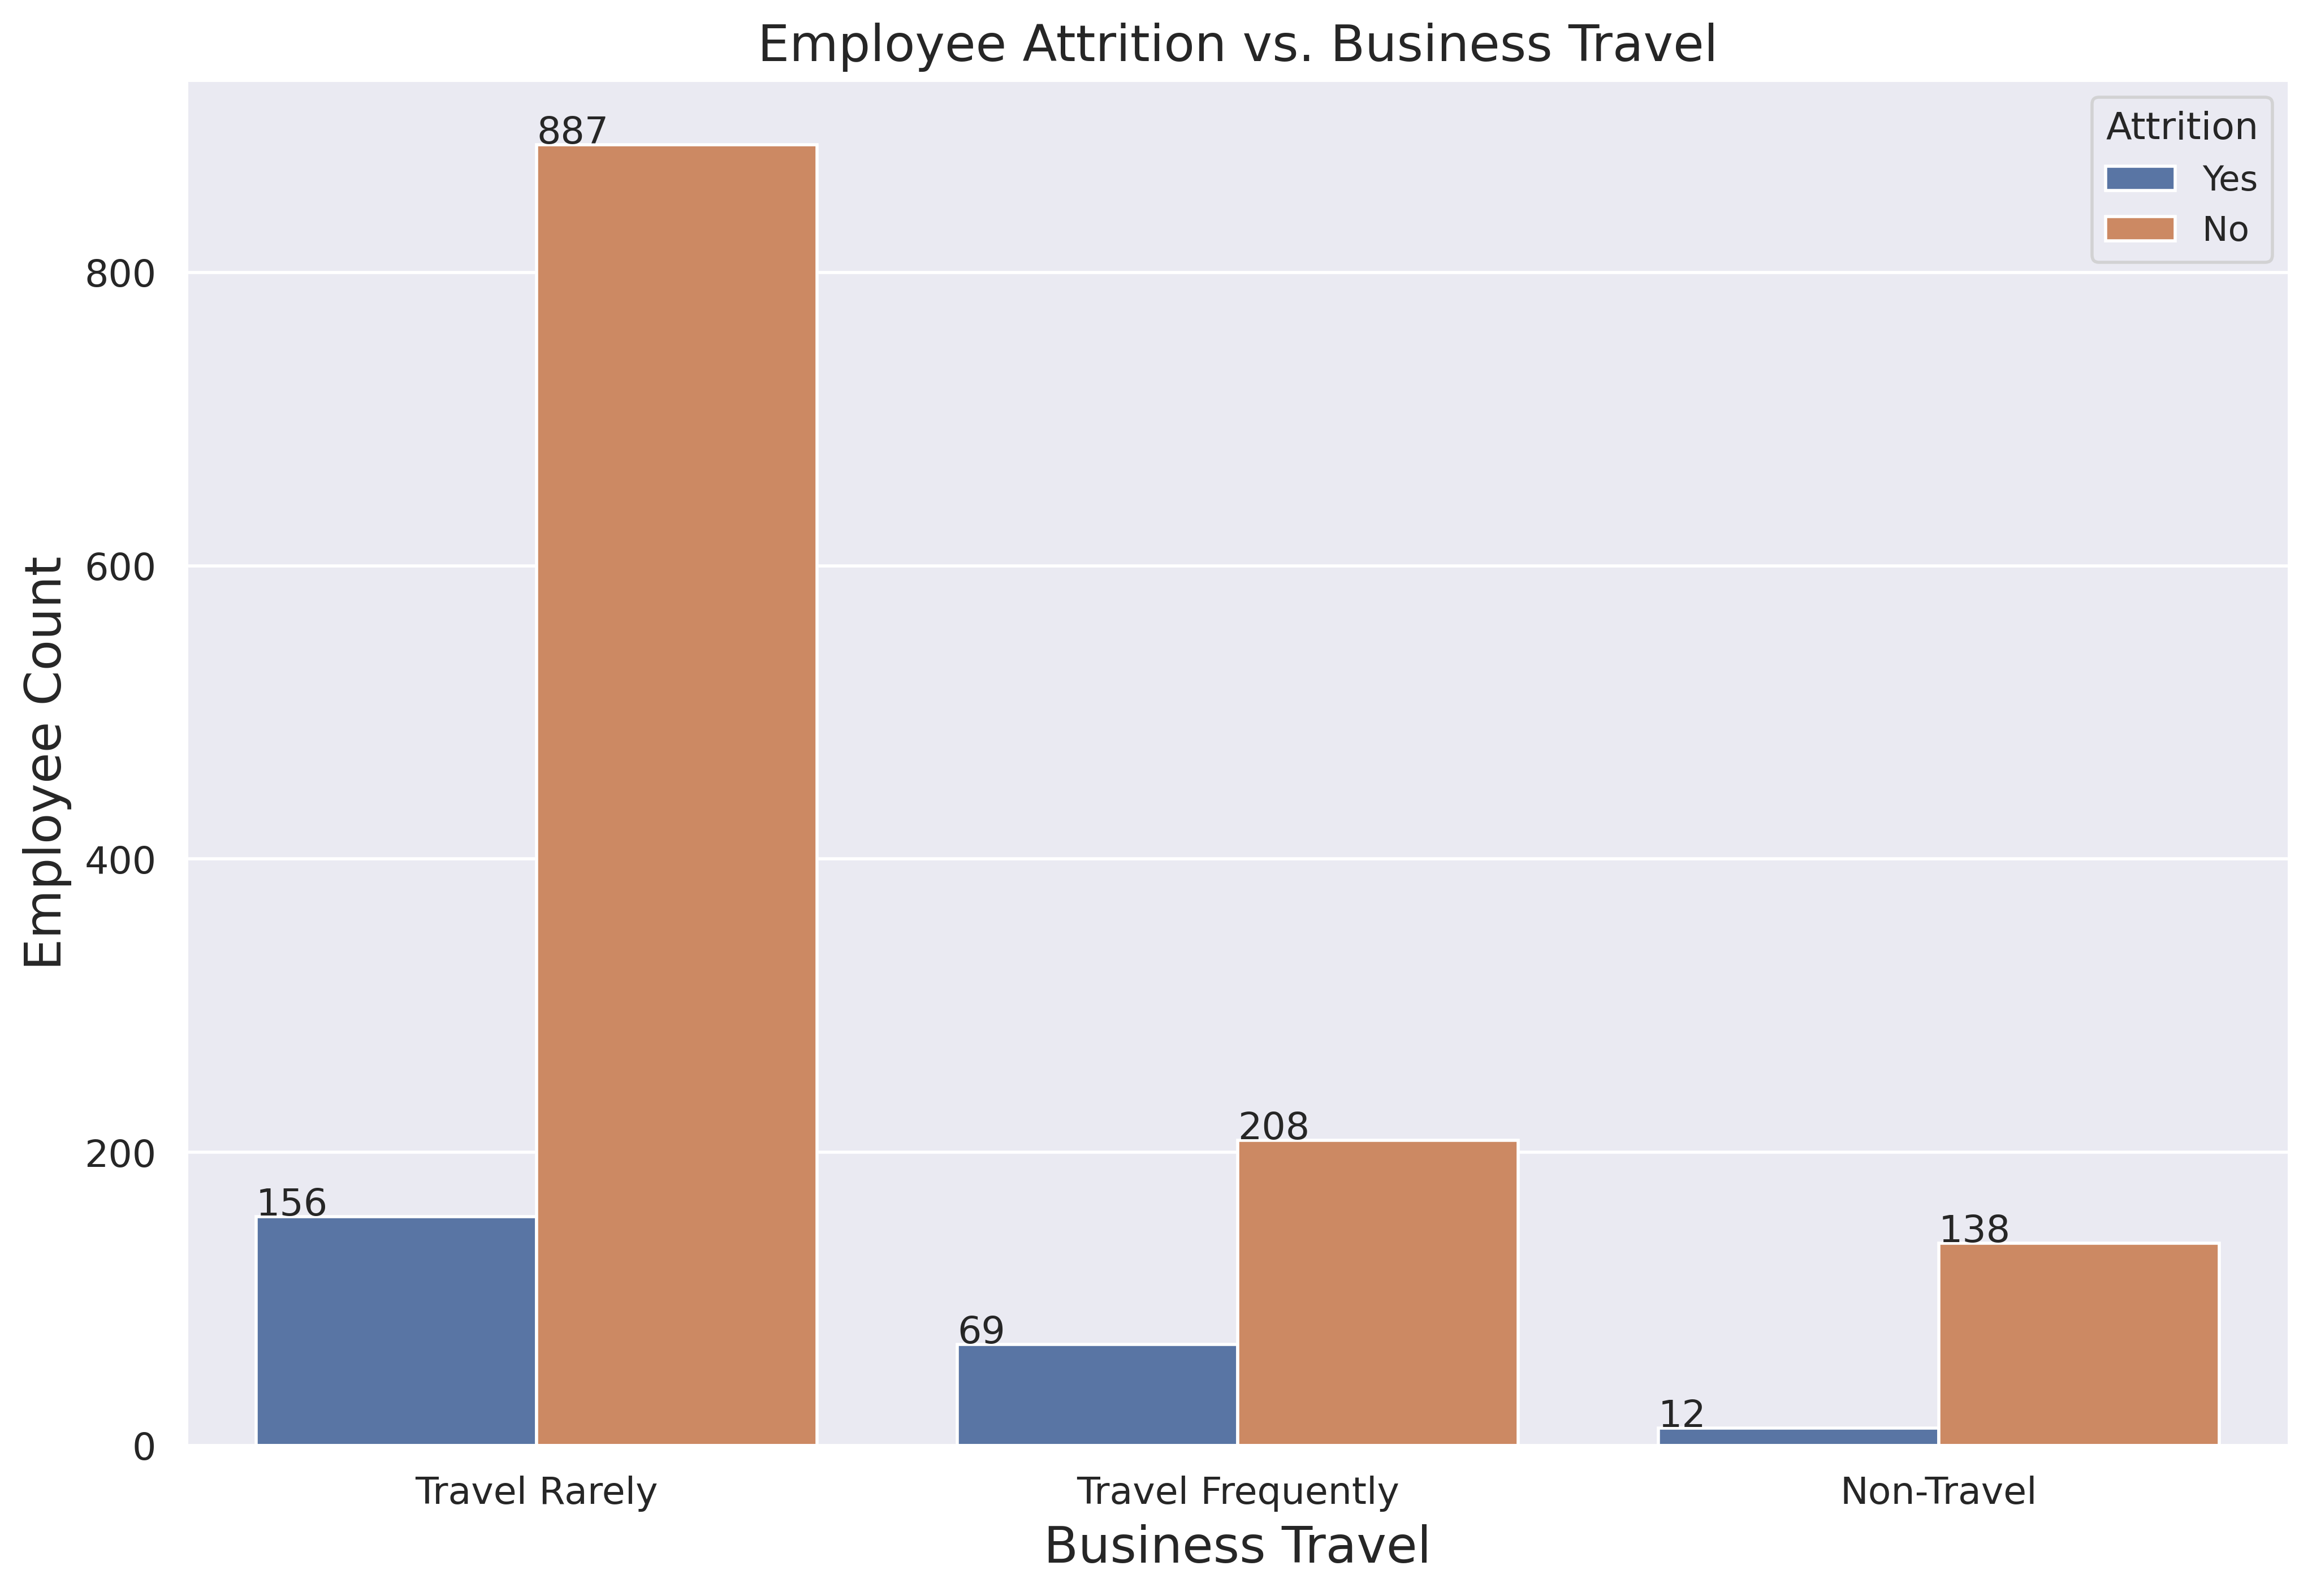 Employee Attrition vs. Business Travel
Attrition
Yes
No
Employee Count
800
600
400
200
0
156
887
69
208
12
138
Travel Rarely
Travel Frequently
Non-Travel
Business Travel